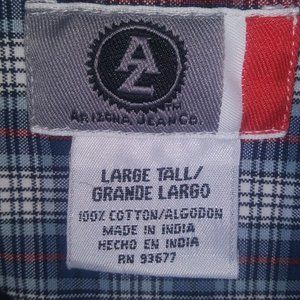 AZ
TM
ARIZONA JEAN CO.
LARGE TALL/
GRANDE LARGO
100% COTTON/ALGODON
MADE IN INDIA
HECHO EN INDIA
RN 93677